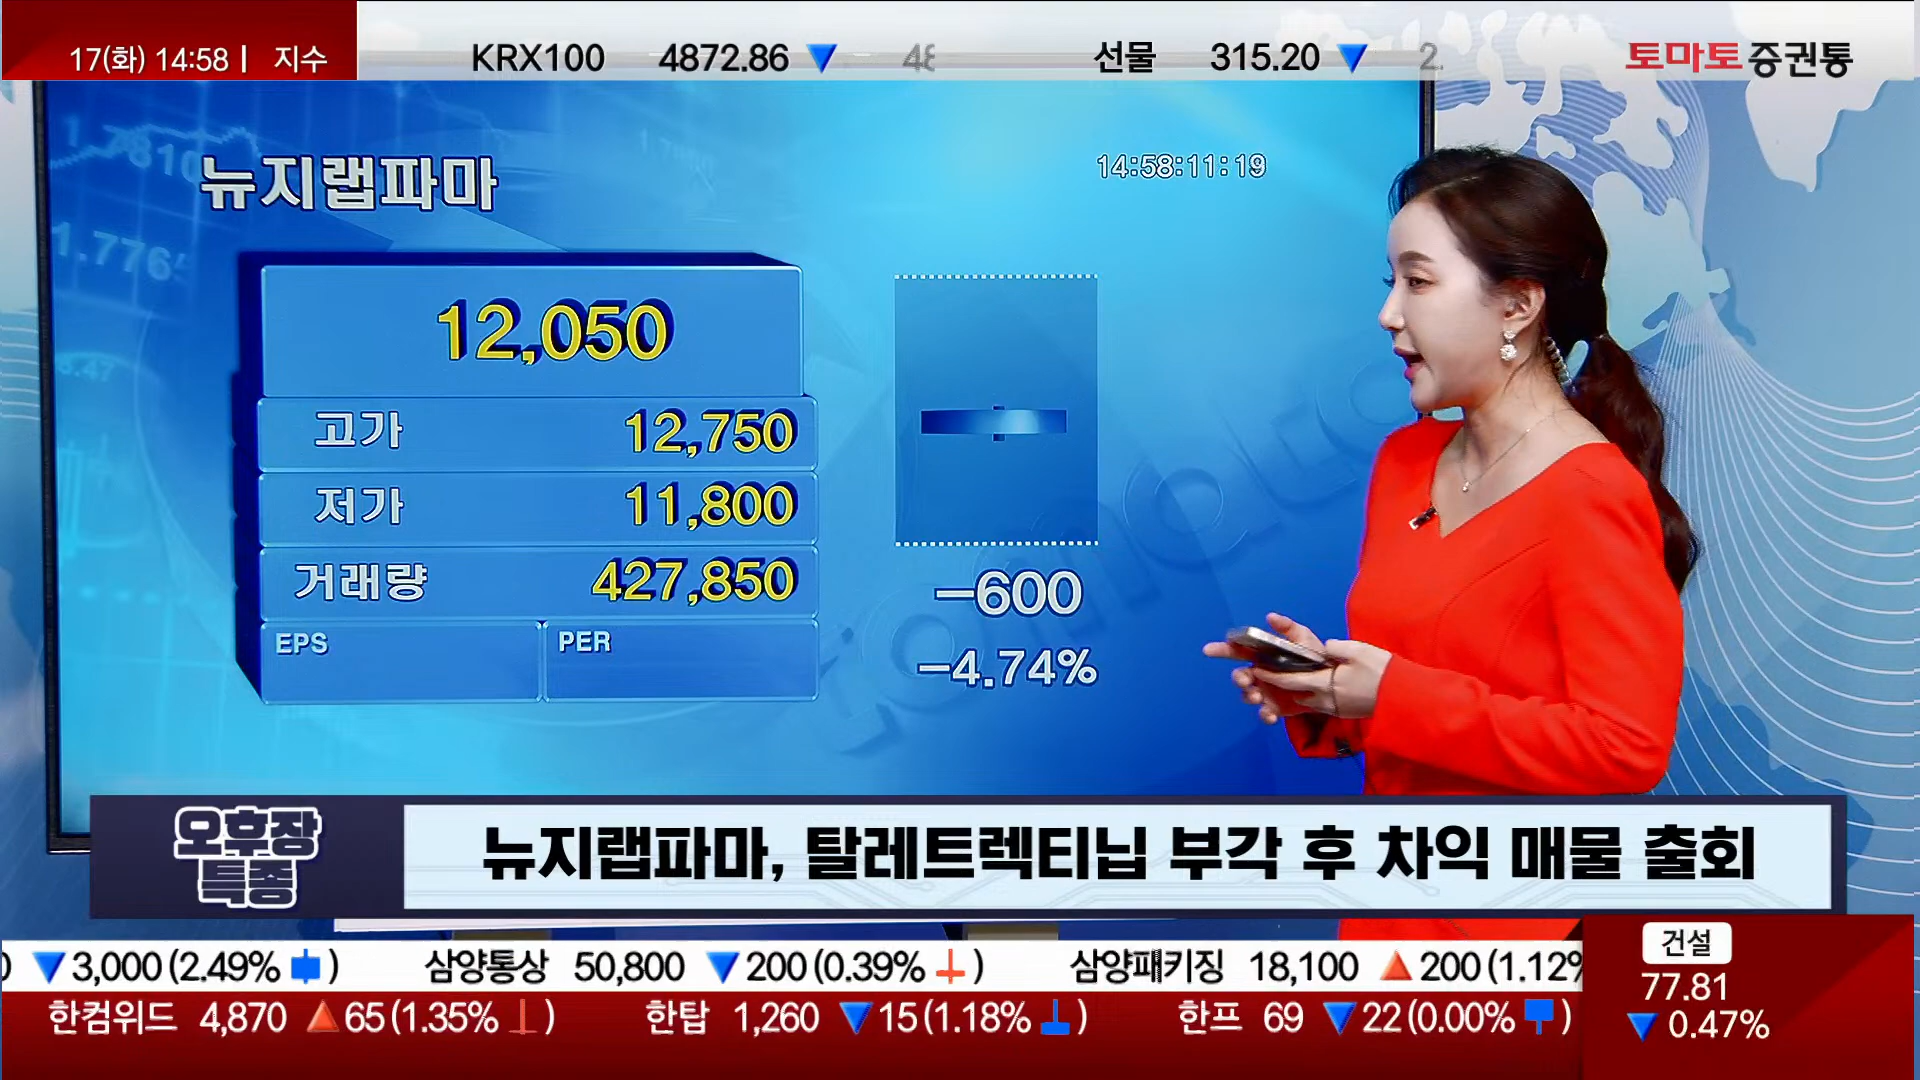 17(화) 14:58 | 지수 KRX100 4872.86 ▼ 48 선물 315.20 ▼ 2. 토마토증권통
뉴지랩파마
14:58:11:19
12,050
고가 12,750
저가 11,800
거래량 427,850
EPS PER
-600
-4.74%
오후장
특종
뉴지랩파마, 탈레트렉티닙 부각 후 차익 매물 출회
▼3,000(2.49% ) 삼양통상 50,800 ▼200(0.39% ) 삼양패키징 18,100 ▲200(1.12%
한컴위드 4,870 ▲65(1.35% ) 한탑 1,260 ▼15(1.18% ) 한프 69 ▼22(0.00% )
건설
77.81
▼ 0.47%